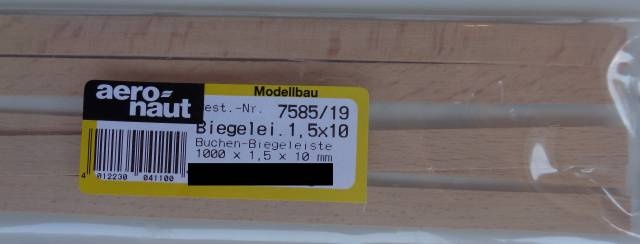 aero-
naut
Modellbau
Best.-Nr. 7585/19
Biegelei. 1,5x10
Buchen-Biegeleiste
1000 x 1,5 x 10 mm
4 012230 041100